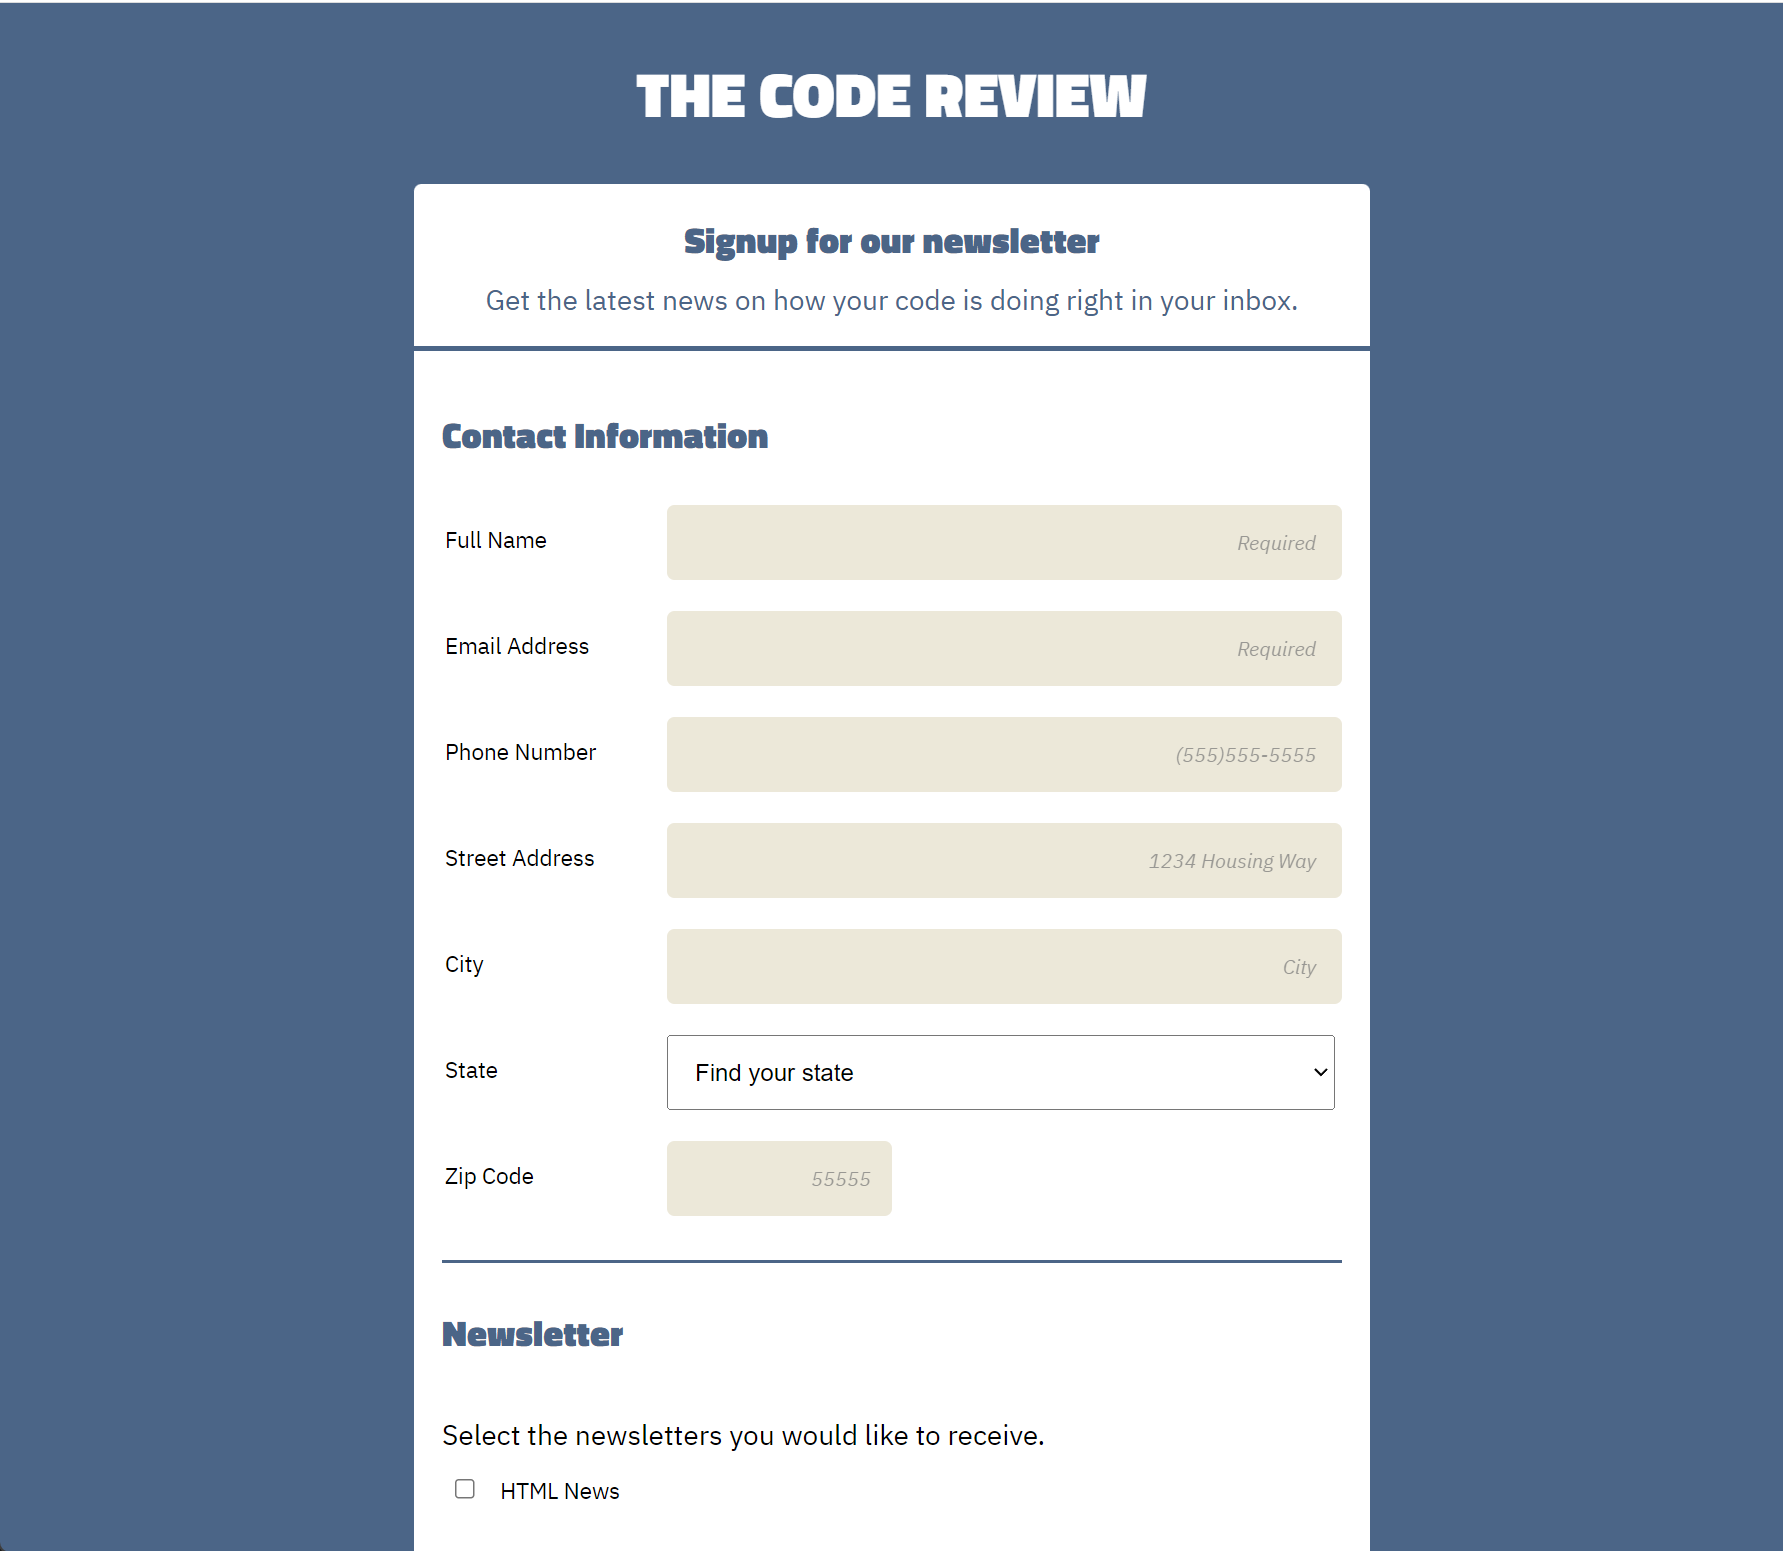 THE CODE REVIEW
Signup for our newsletter
Get the latest news on how your code is doing right in your inbox.
Contact Information
Full Name Required
Email Address Required
Phone Number (555)555-5555
Street Address 1234 Housing Way
City City
State Find your state
Zip Code 55555
Newsletter
Select the newsletters you would like to receive.
HTML News